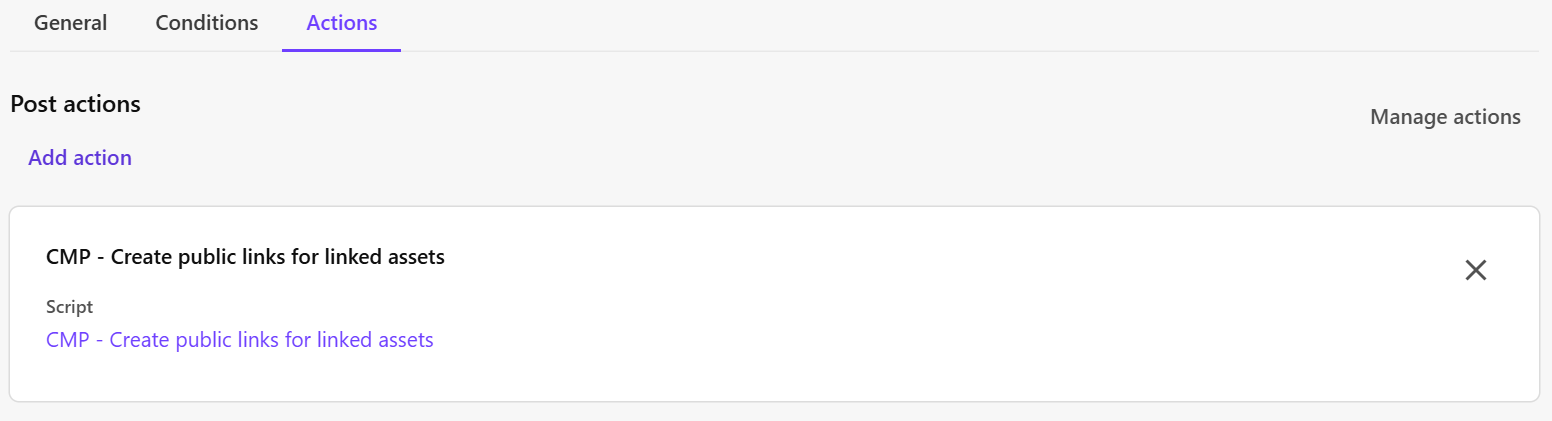 General Conditions Actions
Post actions
Manage actions
Add action
CMP - Create public links for linked assets
Script
CMP - Create public links for linked assets